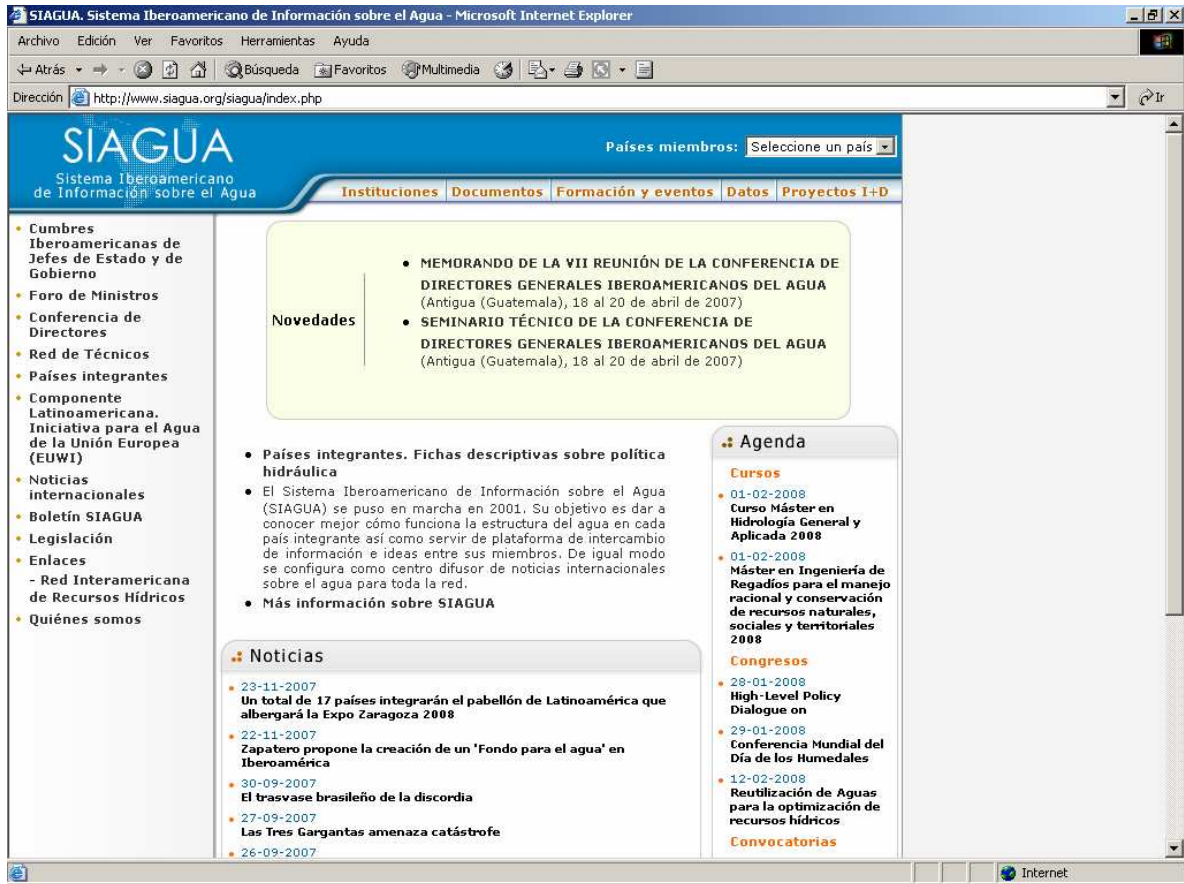 SIAGUA. Sistema Iberoamericano de Información sobre el Agua - Microsoft Internet Explorer
Archivo Edición Ver Favoritos Herramientas Ayuda
Atrás Búsqueda Favoritos Multimedia
Dirección http://www.siagua.org/siagua/index.php Ir
SIAGUA
Sistema Iberoamericano
de Información sobre el Agua
Países miembros: Seleccione un país
Instituciones Documentos Formación y eventos Datos Proyectos I+D
Cumbres
Iberoamericanas de
Jefes de Estado y de
Gobierno
Foro de Ministros
Conferencia de
Directores
Red de Técnicos
Países integrantes
Componente
Latinoamericana.
Iniciativa para el Agua
de la Unión Europea
(EUWI)
Noticias
internacionales
Boletín SIAGUA
Legislación
Enlaces
- Red Interamericana
de Recursos Hídricos
Quiénes somos
Novedades
MEMORANDO DE LA VII REUNIÓN DE LA CONFERENCIA DE
DIRECTORES GENERALES IBEROAMERICANOS DEL AGUA
(Antigua (Guatemala), 18 al 20 de abril de 2007)
SEMINARIO TÉCNICO DE LA CONFERENCIA DE
DIRECTORES GENERALES IBEROAMERICANOS DEL AGUA
(Antigua (Guatemala), 18 al 20 de abril de 2007)
Países integrantes. Fichas descriptivas sobre política
hidráulica
El Sistema Iberoamericano de Información sobre el Agua
(SIAGUA) se puso en marcha en 2001. Su objetivo es dar a
conocer mejor cómo funciona la estructura del agua en cada
país integrante así como servir de plataforma de intercambio
de información e ideas entre sus miembros. De igual modo
se configura como centro difusor de noticias internacionales
sobre el agua para toda la red.
Más información sobre SIAGUA
Noticias
23-11-2007
Un total de 17 países integrarán el pabellón de Latinoamérica que
albergará la Expo Zaragoza 2008
22-11-2007
Zapatero propone la creación de un 'Fondo para el agua' en
Iberoamérica
30-09-2007
El trasvase brasileño de la discordia
27-09-2007
Las Tres Gargantas amenaza catástrofe
26-09-2007
Agenda
Cursos
01-02-2008
Curso Máster en
Hidrología General y
Aplicada 2008
01-02-2008
Máster en Ingeniería de
Regadíos para el manejo
racional y conservación
de recursos naturales,
sociales y territoriales
2008
Congresos
28-01-2008
High-Level Policy
Dialogue on
29-01-2008
Conferencia Mundial del
Día de los Humedales
12-02-2008
Reutilización de Aguas
para la optimización de
recursos hídricos
Convocatorias
Internet